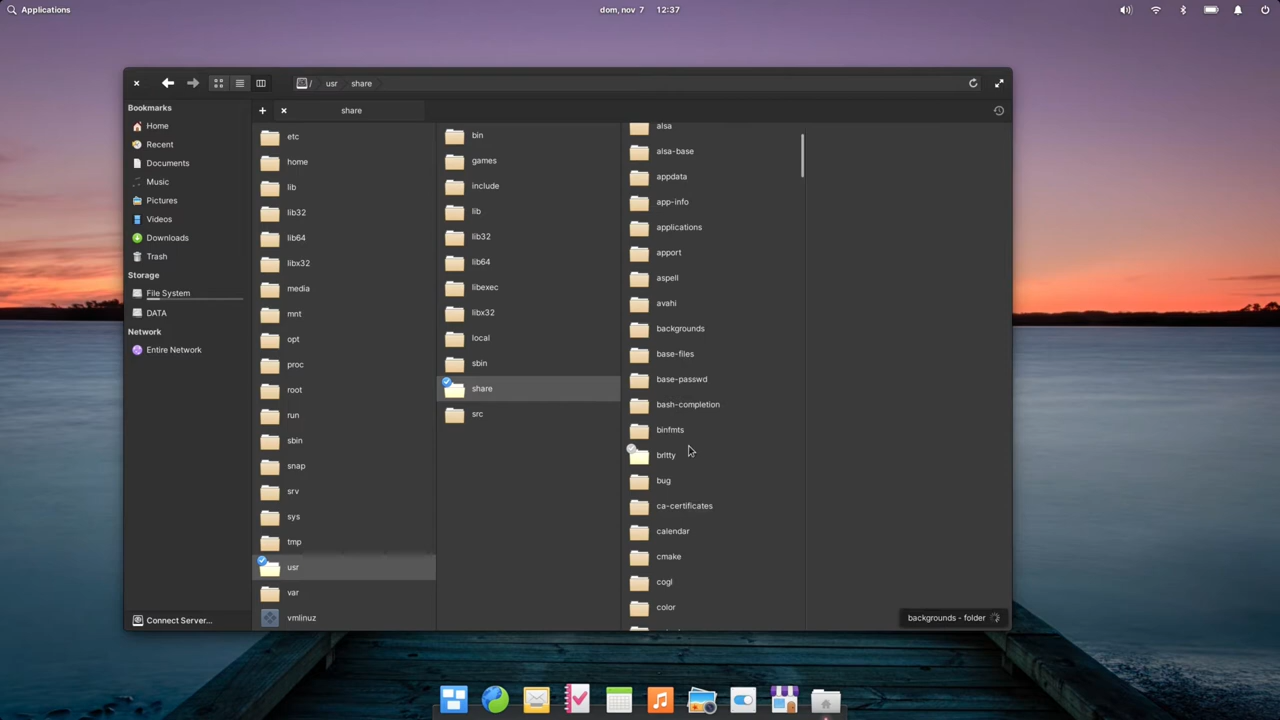 Applications
dom, nov 7 12:37
/ usr share
Bookmarks
Home
Recent
Documents
Music
Pictures
Videos
Downloads
Trash
Storage
File System
DATA
Network
Entire Network
Connect Server...
share
etc
home
lib
lib32
lib64
libx32
media
mnt
opt
proc
root
run
sbin
snap
srv
sys
tmp
usr
var
vmlinuz
bin
games
include
lib
lib32
lib64
libexec
libx32
local
sbin
share
src
alsa
alsa-base
appdata
app-info
applications
apport
aspell
avahi
backgrounds
base-files
base-passwd
bash-completion
binfmts
brltty
bug
ca-certificates
calendar
cmake
cogl
color
backgrounds - folder